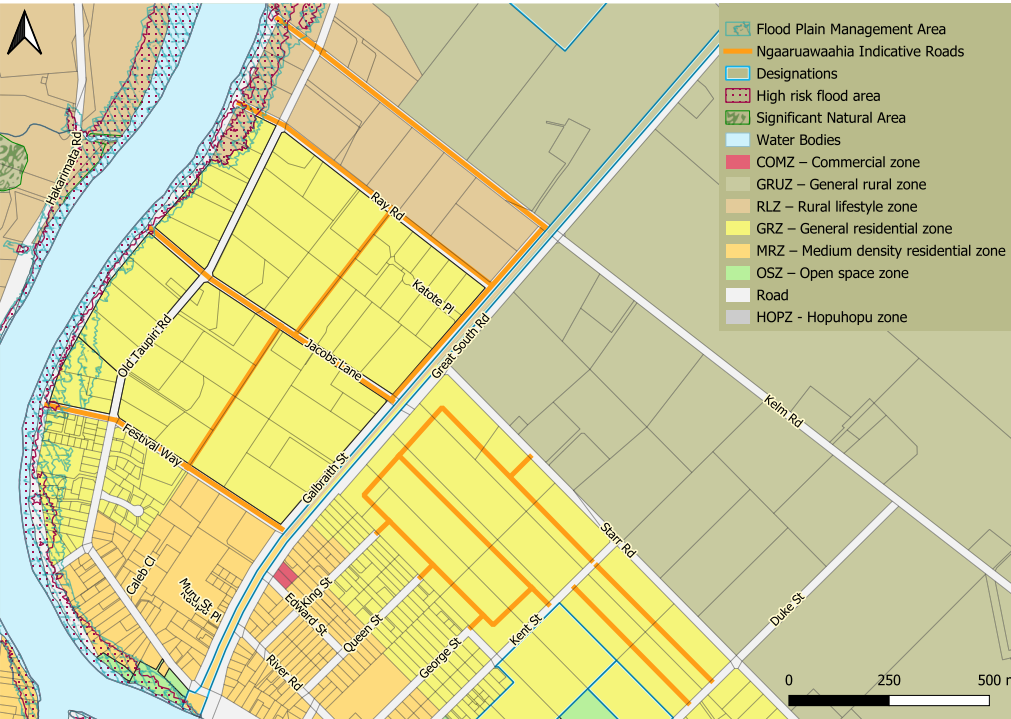 Flood Plain Management Area
Ngaaruawaahia Indicative Roads
Designations
High risk flood area
Significant Natural Area
Water Bodies
COMZ – Commercial zone
GRUZ – General rural zone
RLZ – Rural lifestyle zone
GRZ – General residential zone
MRZ – Medium density residential zone
OSZ – Open space zone
Road
HOPZ - Hopuhopu zone
Hakarimata Rd
Ray Rd
Katote Pl
Old Taupiri Rd
Jacobs Lane
Great South Rd
Kelm Rd
Festival Way
Galbraith St
Starr Rd
Caleb Cl
Muru St
King St
Edward St
Queen St
Kent St
Duke St
George St
River Rd
0 250 500 m